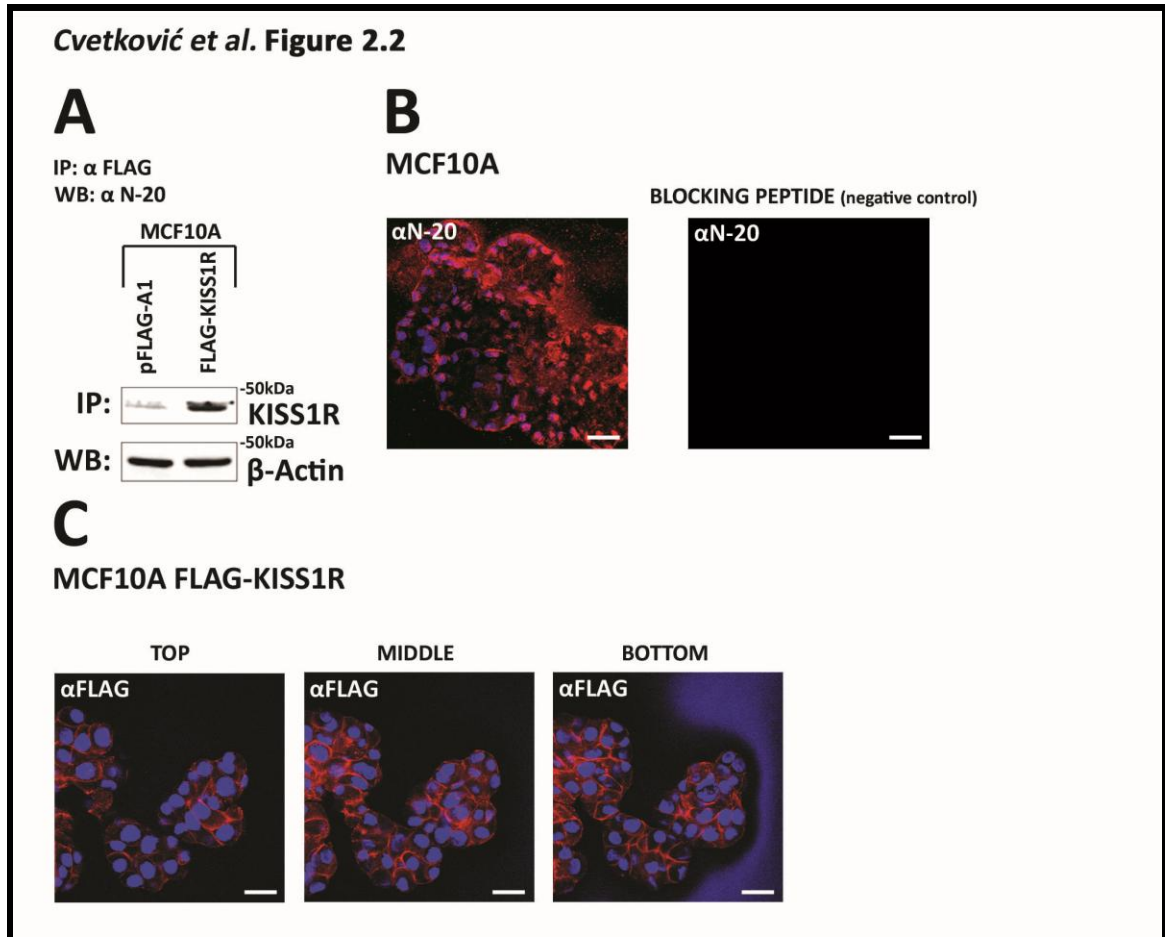 Cvetković et al. Figure 2.2
A
IP: α FLAG
WB: α N-20
MCF10A
pFLAG-A1
FLAG-KISS1R
IP:
-50kDa
KISS1R
WB:
-50kDa
β-Actin
B
MCF10A
αN-20
BLOCKING PEPTIDE (negative control)
αN-20
C
MCF10A FLAG-KISS1R
TOP
MIDDLE
BOTTOM
αFLAG
αFLAG
αFLAG